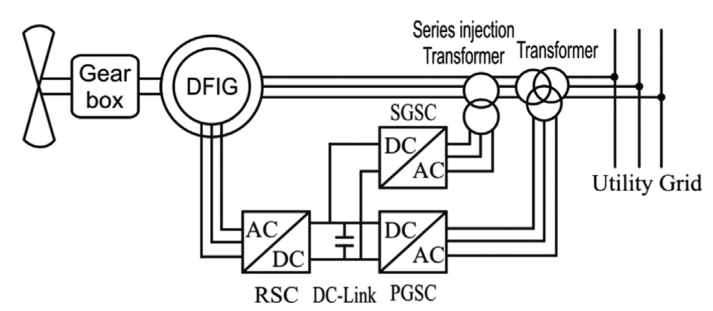 Series injection
Transformer
Transformer
Gear
box
DFIG
SGSC
DC
AC
Utility Grid
AC
DC
DC
AC
RSC
DC-Link
PGSC